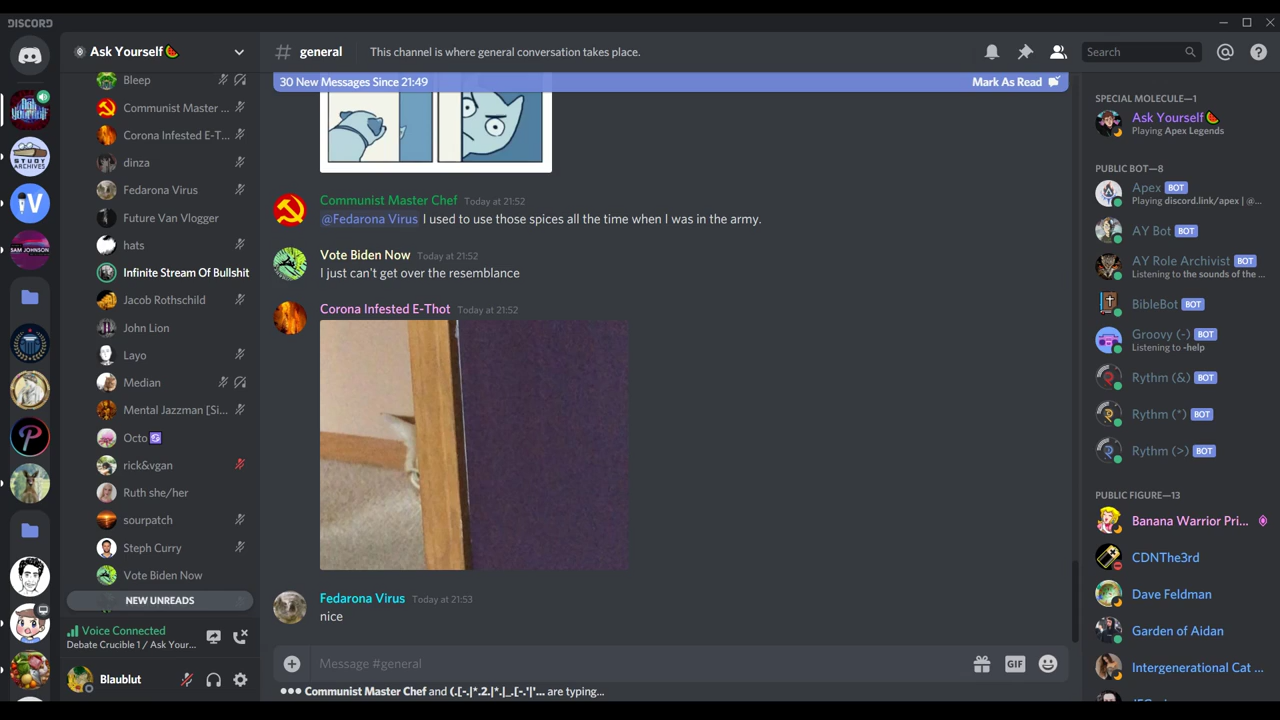 DISCORD
Ask Yourself🍉
general
This channel is where general conversation takes place.
Search
Bleep
Communist Master ...
Corona Infested E-T...
dinza
Fedarona Virus
Future Van Vlogger
hats
Infinite Stream Of Bullshit
Jacob Rothschild
John Lion
Layo
Median
Mental Jazzman [Si...
Octo
rick&vgan
Ruth she/her
sourpatch
Steph Curry
Vote Biden Now
NEW UNREADS
Voice Connected
Debate Crucible 1 / Ask Your...
Blaublut
STUDY
ARCHIVES
SAM JOHNSON
30 New Messages Since 21:49
Mark As Read
Communist Master Chef Today at 21:52
@Fedarona Virus I used to use those spices all the time when I was in the army.
Vote Biden Now Today at 21:52
I just can't get over the resemblance
Corona Infested E-Thot Today at 21:52
Fedarona Virus Today at 21:53
nice
Message #general
GIF
Communist Master Chef and (.[-.|*.2.|*.|_.[-.'|'... are typing...
SPECIAL MOLECULE—1
Ask Yourself🍉
Playing Apex Legends
PUBLIC BOT—8
Apex BOT
Playing discord.link/apex | @...
AY Bot BOT
AY Role Archivist BOT
Listening to the sounds of the ...
BibleBot BOT
Groovy (-) BOT
Listening to -help
Rythm (&) BOT
Rythm (*) BOT
Rythm (>) BOT
PUBLIC FIGURE—13
Banana Warrior Pri...
CDNThe3rd
Dave Feldman
Garden of Aidan
Intergenerational Cat ...